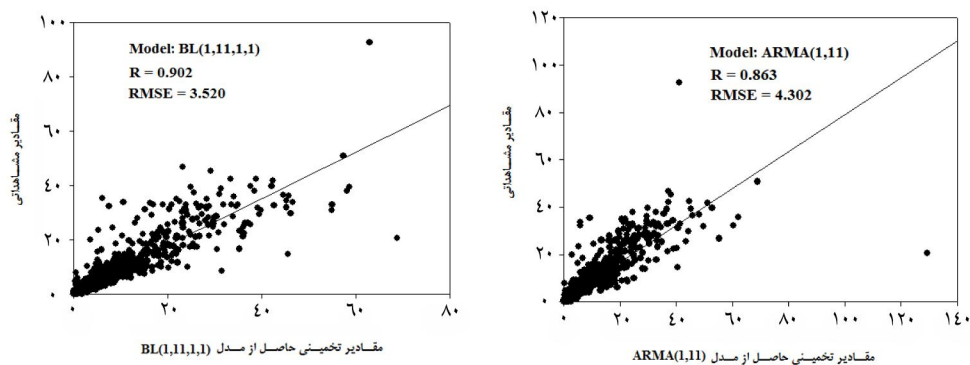 Model: BL(1,11,1,1)
R = 0.902
RMSE = 3.520
مقادیر مشاهداتی
۱۰۰
۸۰
۶۰
۴۰
۲۰
۰
۰ ۲۰ ۴۰ ۶۰ ۸۰
مقادیر تخمینی حاصل از مدل BL(1,11,1,1)
Model: ARMA(1,11)
R = 0.863
RMSE = 4.302
مقادیر مشاهداتی
۱۲۰
۱۰۰
۸۰
۶۰
۴۰
۲۰
۰
۰ ۲۰ ۴۰ ۶۰ ۸۰ ۱۰۰ ۱۲۰ ۱۴۰
مقادیر تخمینی حاصل از مدل ARMA(1,11)